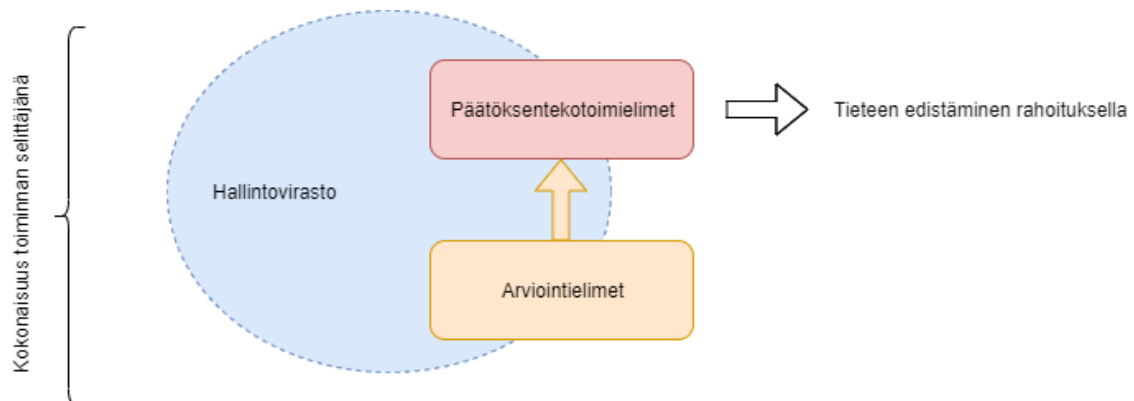 Kokonaisuus toiminnan selittäjänä
Päätöksentekotoimielimet
Tieteen edistäminen rahoituksella
Hallintovirasto
Arviointielimet